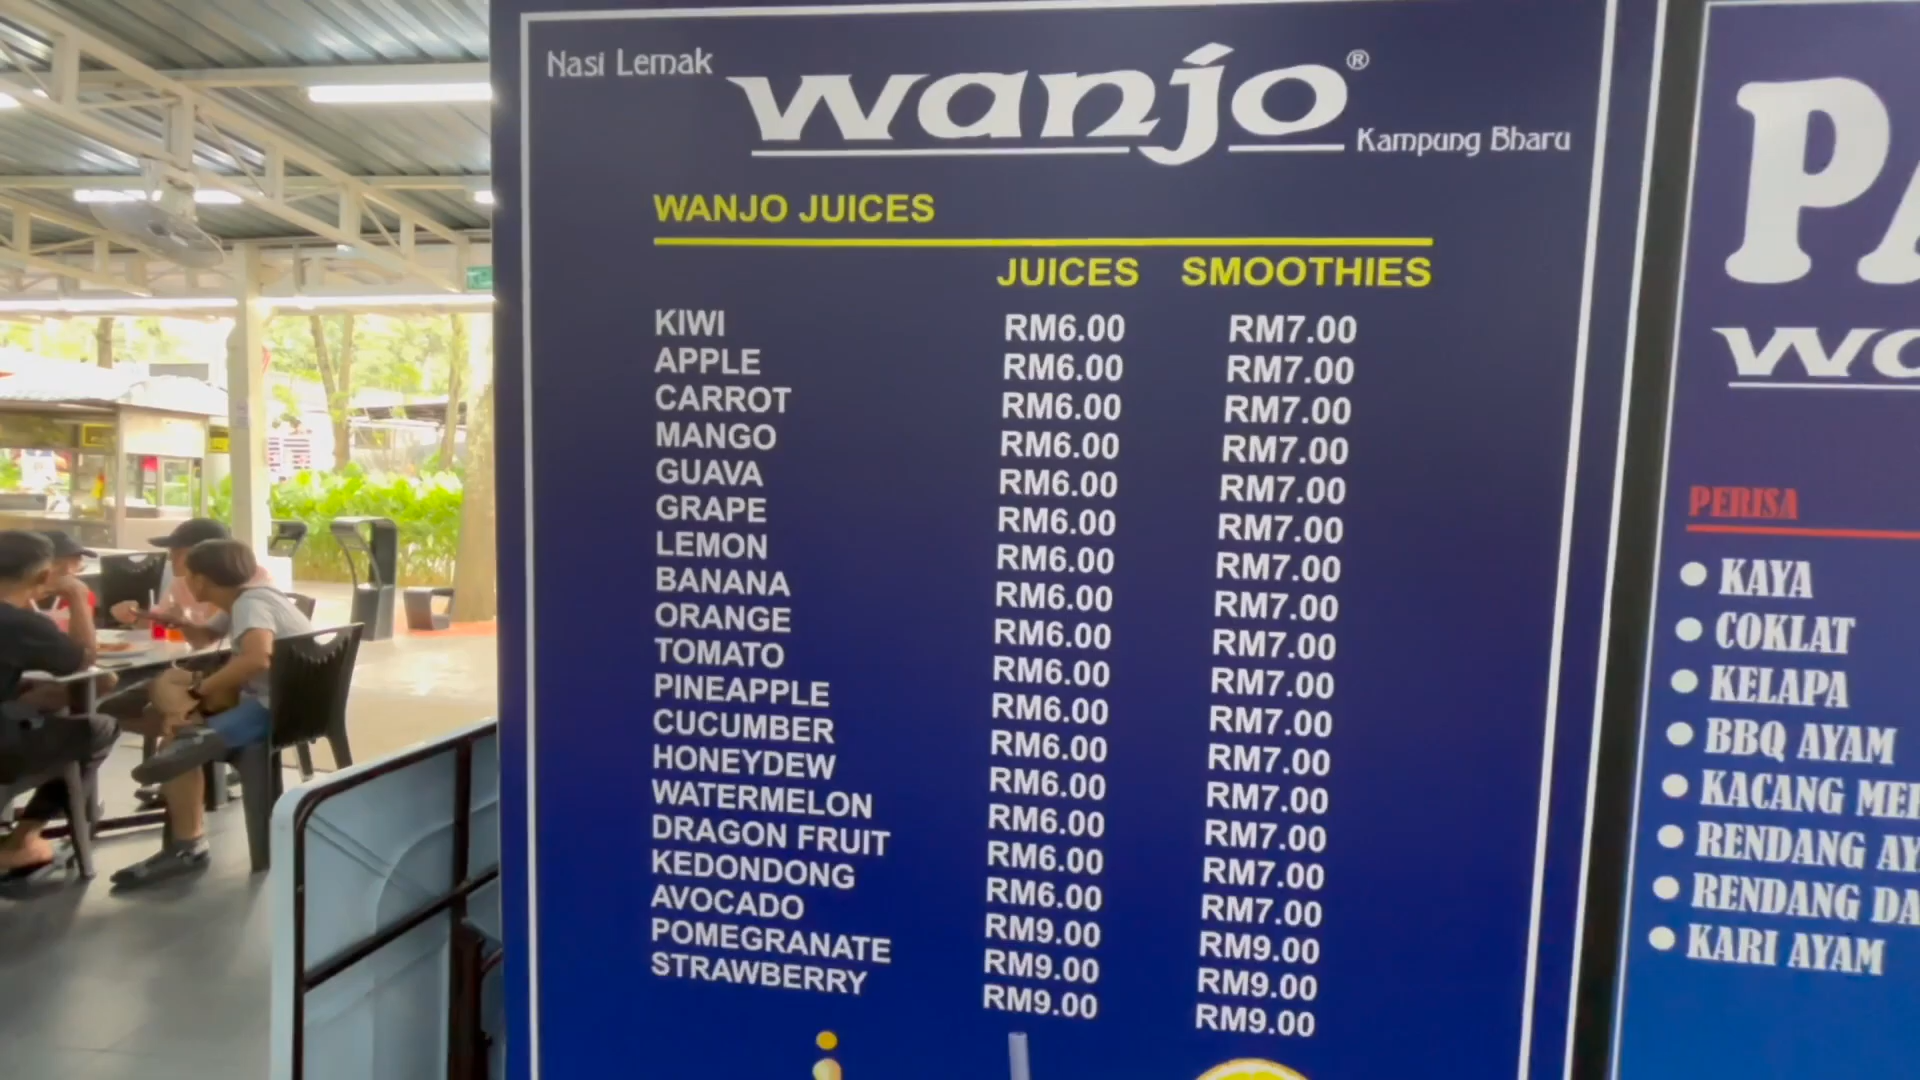 Nasi Lemak
wanjo®
Kampung Bharu
WANJO JUICES
JUICES SMOOTHIES
KIWI RM6.00 RM7.00
APPLE RM6.00 RM7.00
CARROT RM6.00 RM7.00
MANGO RM6.00 RM7.00
GUAVA RM6.00 RM7.00
GRAPE RM6.00 RM7.00
LEMON RM6.00 RM7.00
BANANA RM6.00 RM7.00
ORANGE RM6.00 RM7.00
TOMATO RM6.00 RM7.00
PINEAPPLE RM6.00 RM7.00
CUCUMBER RM6.00 RM7.00
HONEYDEW RM6.00 RM7.00
WATERMELON RM6.00 RM7.00
DRAGON FRUIT RM6.00 RM7.00
KEDONDONG RM6.00 RM7.00
AVOCADO RM9.00 RM9.00
POMEGRANATE RM9.00 RM9.00
STRAWBERRY RM9.00 RM9.00
PERISA
• KAYA
• COKLAT
• KELAPA
• BBQ AYAM
• KACANG
• RENDANG
• RENDANG
• KARI AYAM